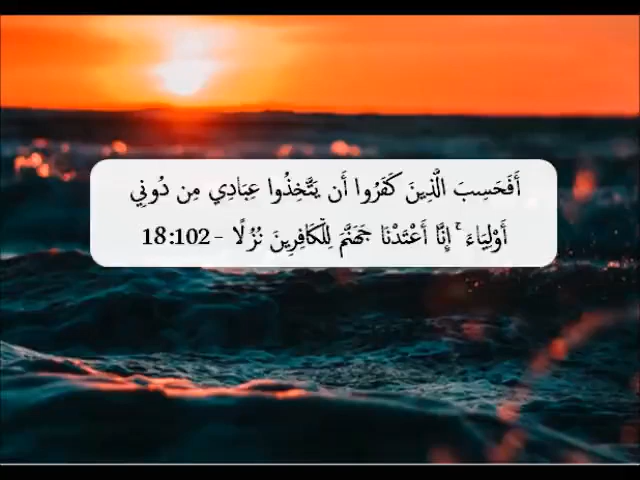 أَفَحَسِبَ الَّذِينَ كَفَرُوا أَن يَتَّخِذُوا عِبَادِي مِن دُونِي
أَوْلِيَاءَ ۚ إِنَّا أَعْتَدْنَا جَهَنَّمَ لِلْكَافِرِينَ نُزُلًا - 18:102